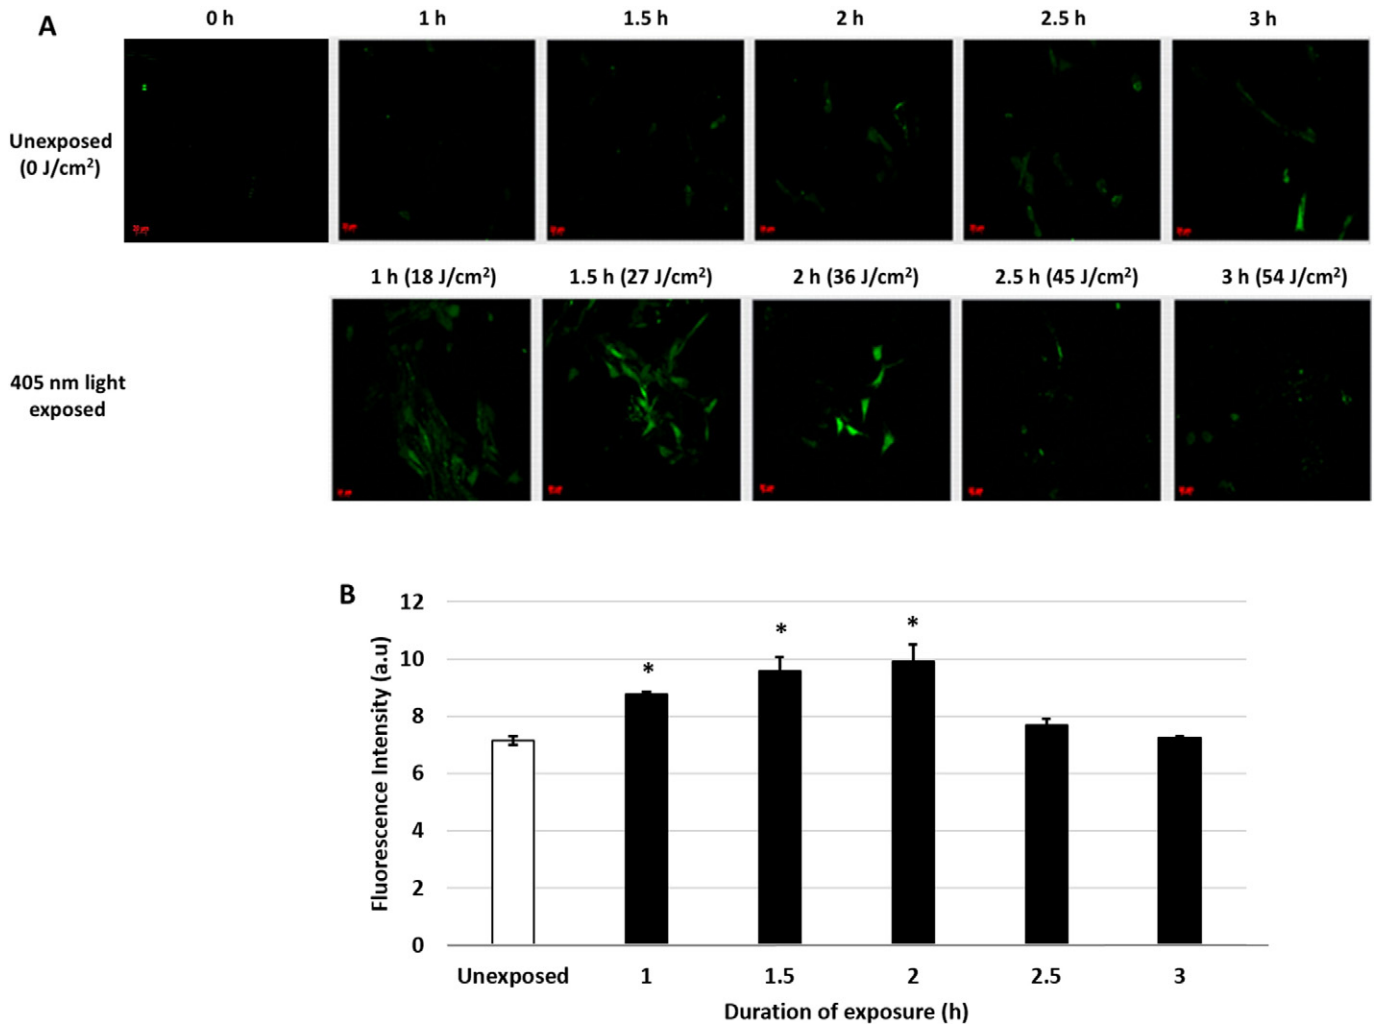 A
0 h
1 h
1.5 h
2 h
2.5 h
3 h
Unexposed
(0 J/cm²)
1 h (18 J/cm²)
1.5 h (27 J/cm²)
2 h (36 J/cm²)
2.5 h (45 J/cm²)
3 h (54 J/cm²)
405 nm light
exposed
B
12
10
8
6
4
2
0
Fluorescence Intensity (a.u)
*
*
*
Unexposed
1
1.5
2
2.5
3
Duration of exposure (h)